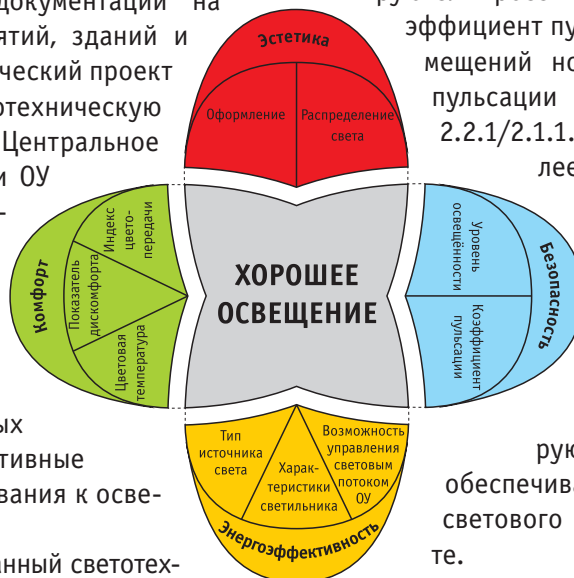 документации на
ятий, зданий и
ческий проект
отехническую
Центральное
и ОУ
-
ых
тивные
вания к осве-
анный светотех-
эффициент пу
мещений но
пульсации
2.2.1/2.1.1.
лее
рую
обеспечива
светового
те.
Эстетика
Оформление
Распределение
света
Комфорт
Индекс
цвето-
передачи
Показатель
дискомфорта
Цветовая
температура
ХОРОШЕЕ
ОСВЕЩЕНИЕ
Безопасность
Уровень
освещённости
Коэффициент
пульсации
Тип
источника
света
Харак-
теристики
светильника
Возможность
управления
световым
потоком
ОУ
Энергоэффективность